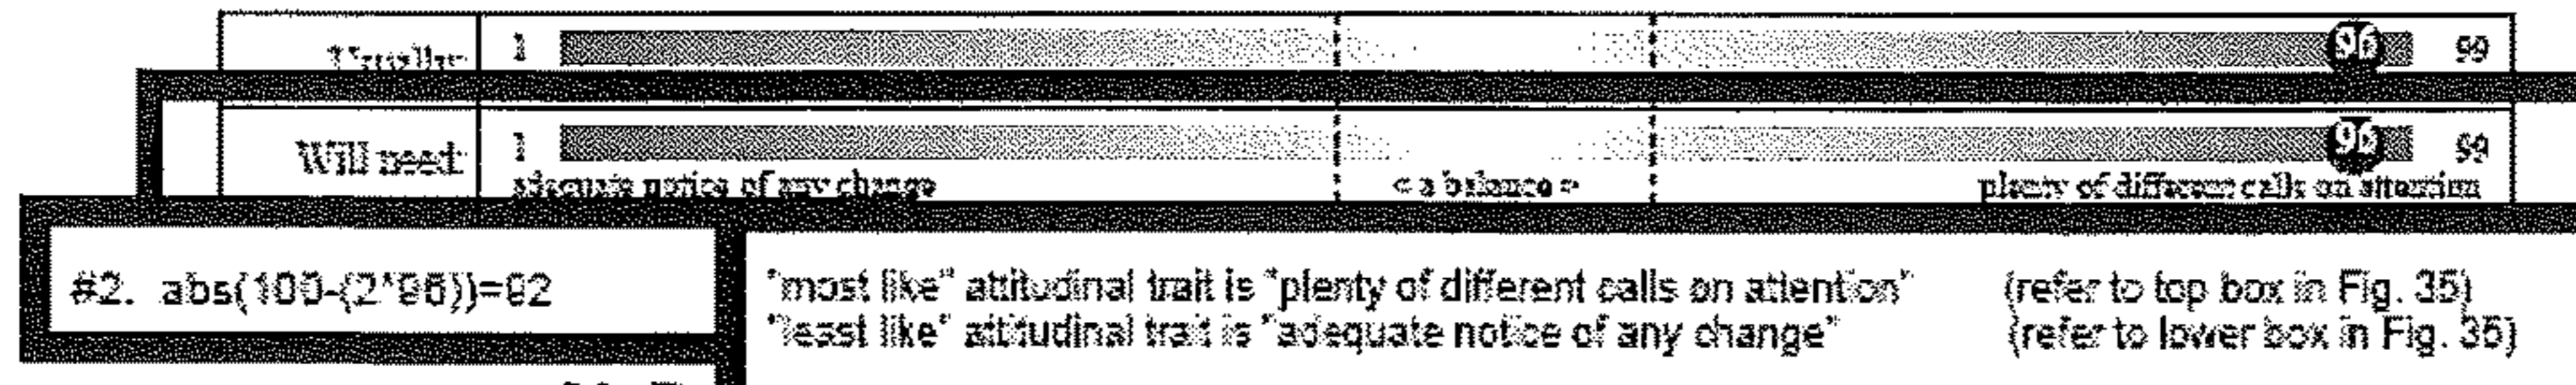 Usually: 1 96 99
Will need: 1 96 99
adequate notice of any change < a balance > plenty of different calls on attention
#2. abs(100-(2*96))=92 "most like" attitudinal trait is "plenty of different calls on attention" (refer to top box in Fig. 35)
"least like" attitudinal trait is "adequate notice of any change" (refer to lower box in Fig. 35)